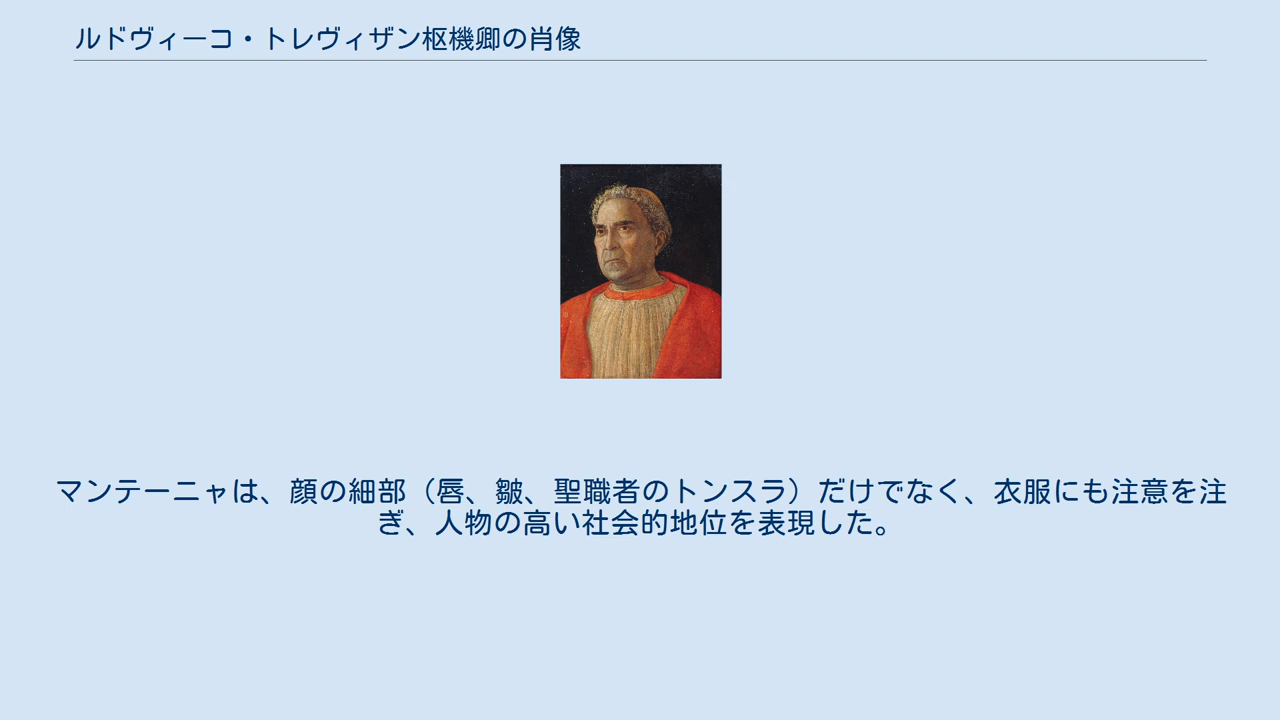 ルドヴィーコ・トレヴィザン枢機卿の肖像
マンテーニャは、顔の細部（唇、皺、聖職者のトンスラ）だけでなく、衣服にも注意を注
ぎ、人物の高い社会的地位を表現した。